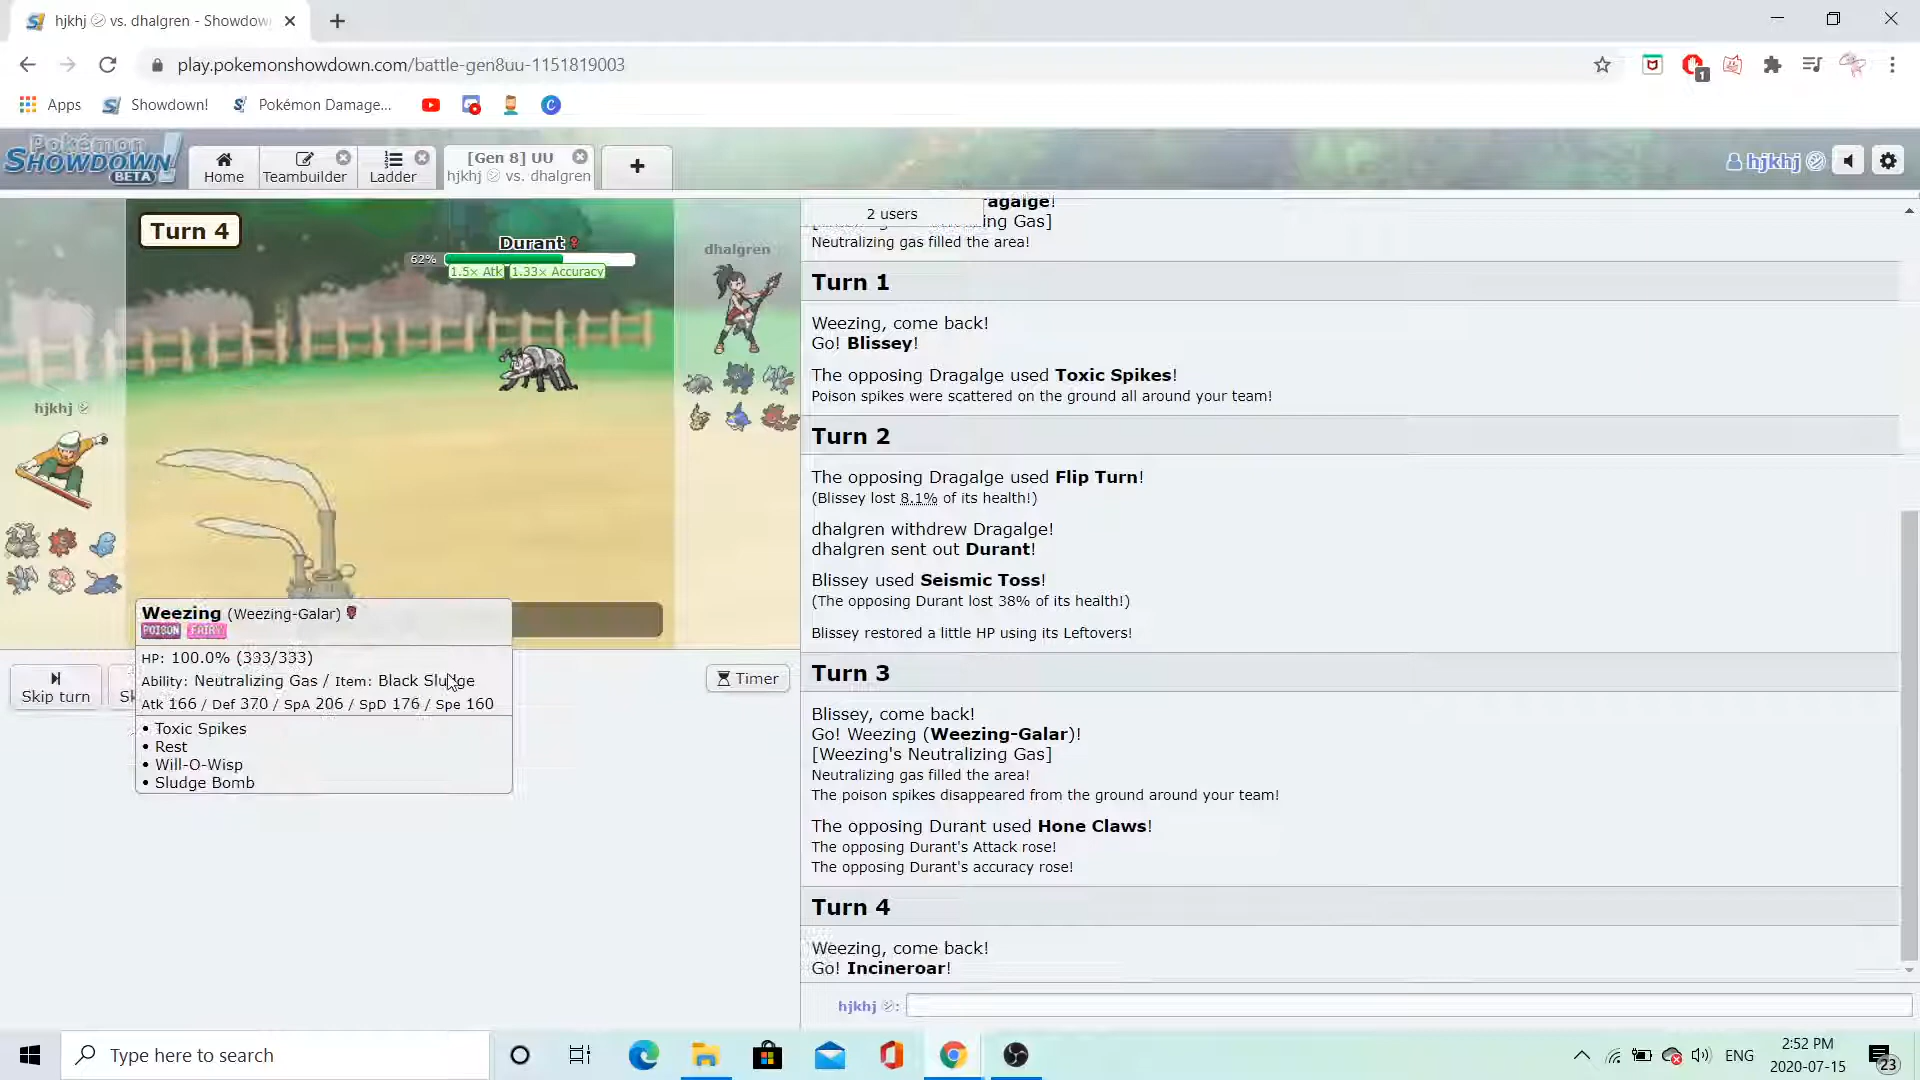 hjkhj vs. dhalgren - Showdow
play.pokemonshowdown.com/battle-gen8uu-1151819003
1
Apps
Showdown!
Pokémon Damage...
Pokémon
SHOWDOWN!
BETA
Home
Teambuilder
Ladder
[Gen 8] UU
hjkhj vs. dhalgren
hjkhj
Turn 4
Durant
62%
1.5× Atk 1.33× Accuracy
dhalgren
hjkhj
Weezing (Weezing-Galar)
POISON FAIRY
HP: 100.0% (333/333)
Ability: Neutralizing Gas / Item: Black Sludge
Atk 166 / Def 370 / SpA 206 / SpD 176 / Spe 160
• Toxic Spikes
• Rest
• Will-O-Wisp
• Sludge Bomb
Skip turn
Sk
Timer
2 users
ragalge!
ing Gas]
Neutralizing gas filled the area!
Turn 1
Weezing, come back!
Go! Blissey!
The opposing Dragalge used Toxic Spikes!
Poison spikes were scattered on the ground all around your team!
Turn 2
The opposing Dragalge used Flip Turn!
(Blissey lost 8.1% of its health!)
dhalgren withdrew Dragalge!
dhalgren sent out Durant!
Blissey used Seismic Toss!
(The opposing Durant lost 38% of its health!)
Blissey restored a little HP using its Leftovers!
Turn 3
Blissey, come back!
Go! Weezing (Weezing-Galar)!
[Weezing's Neutralizing Gas]
Neutralizing gas filled the area!
The poison spikes disappeared from the ground around your team!
The opposing Durant used Hone Claws!
The opposing Durant's Attack rose!
The opposing Durant's accuracy rose!
Turn 4
Weezing, come back!
Go! Incineroar!
hjkhj :
Type here to search
ENG
2:52 PM
2020-07-15
23